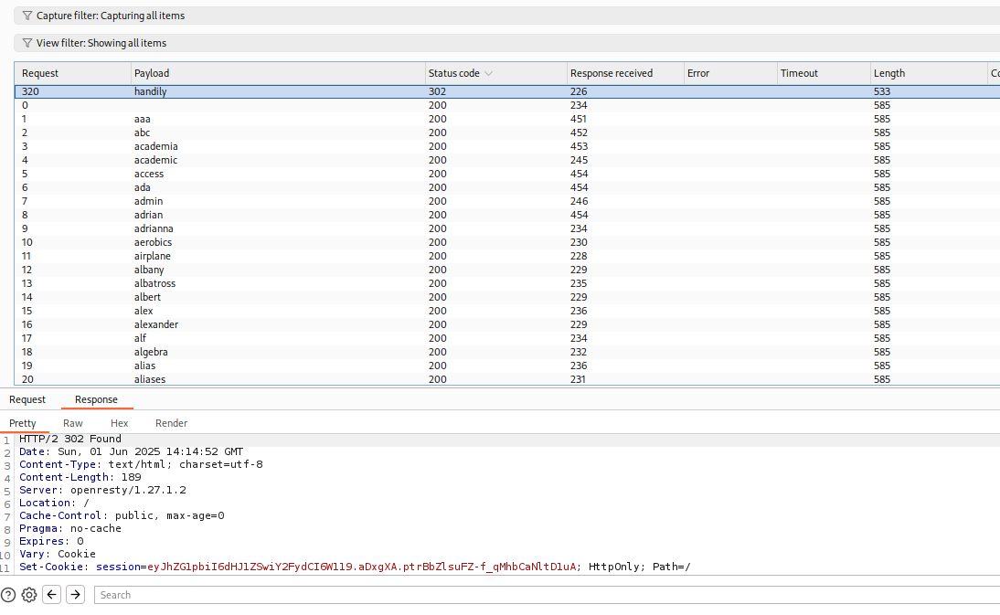 Capture filter: Capturing all items
View filter: Showing all items
Request Payload Status code Response received Error Timeout Length Co
320 handily 302 226 533
0 200 234 585
1 aaa 200 451 585
2 abc 200 452 585
3 academia 200 453 585
4 academic 200 245 585
5 access 200 454 585
6 ada 200 454 585
7 admin 200 246 585
8 adrian 200 454 585
9 adrianna 200 234 585
10 aerobics 200 230 585
11 airplane 200 228 585
12 albany 200 229 585
13 albatross 200 235 585
14 albert 200 229 585
15 alex 200 236 585
16 alexander 200 229 585
17 alf 200 234 585
18 algebra 200 232 585
19 alias 200 236 585
20 aliases 200 231 585
Request Response
Pretty Raw Hex Render
1 HTTP/2 302 Found
2 Date: Sun, 01 Jun 2025 14:14:52 GMT
3 Content-Type: text/html; charset=utf-8
4 Content-Length: 189
5 Server: openresty/1.27.1.2
6 Location: /
7 Cache-Control: public, max-age=0
8 Pragma: no-cache
9 Expires: 0
10 Vary: Cookie
11 Set-Cookie: session=eyJhZG1pbiI6dHJ1ZSwiY2FydCI6W119.aDxgXA.ptrBbZlsuFZ-f_qMhbCaNltD1uA; HttpOnly; Path=/
Search